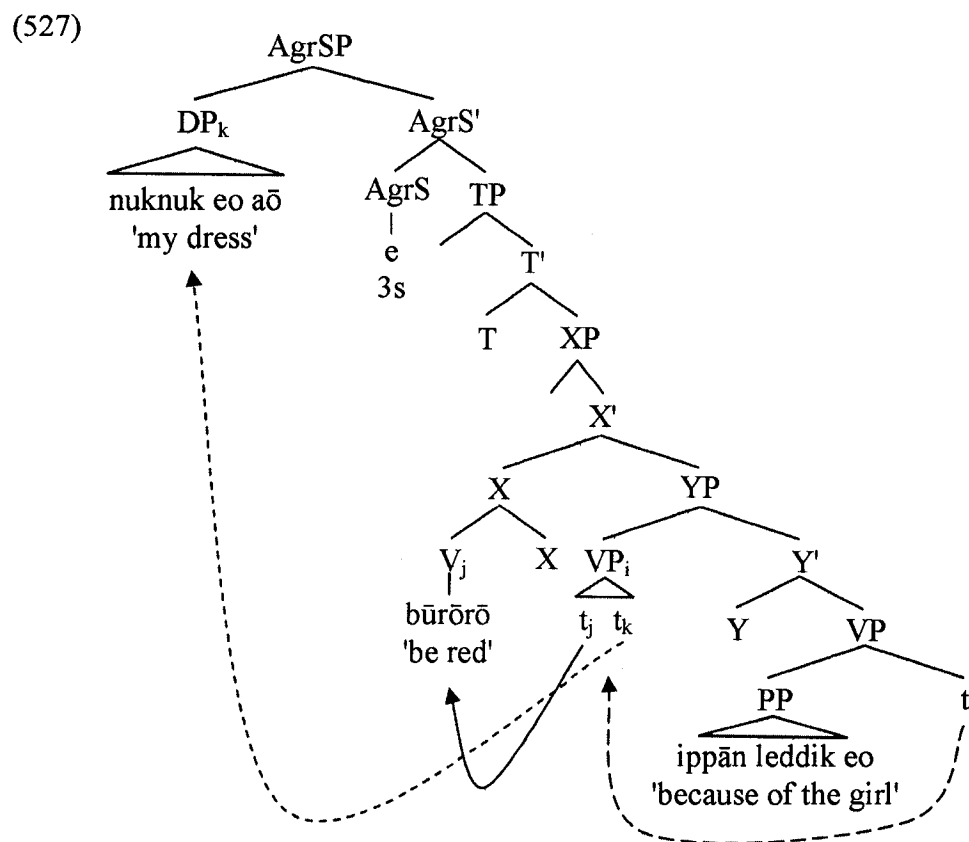 (527)
AgrSP
DPk AgrS'
nuknuk eo aō AgrS TP
'my dress' e T'
3s
T XP
X'
X YP
Vj X VPi Y'
būrōrō tj tk Y VP
'be red'
PP t
ippān leddik eo
'because of the girl'